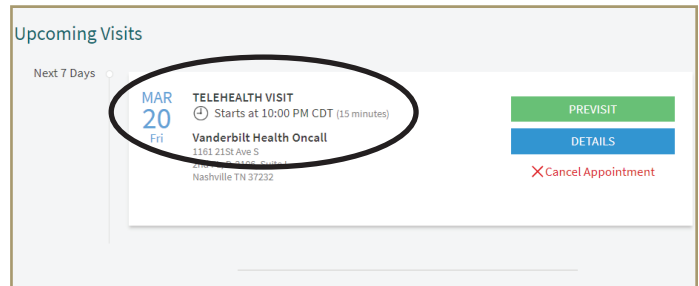 Upcoming Visits
Next 7 Days
MAR
20
Fri
TELEHEALTH VISIT
Starts at 10:00 PM CDT (15 minutes)
Vanderbilt Health Oncall
1161 21St Ave S
Nashville TN 37232
PREVISIT
DETAILS
Cancel Appointment